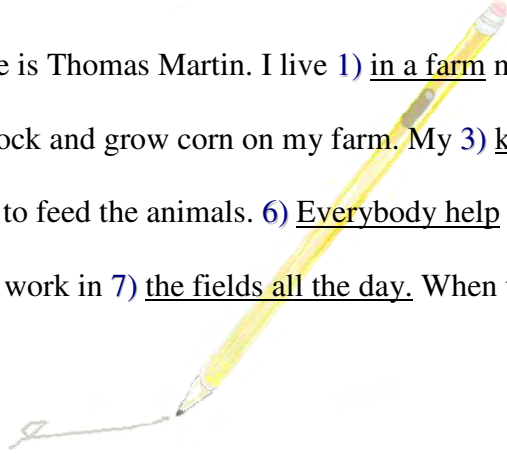 is Thomas Martin. I live 1) in a farm
ock and grow corn on my farm. My 3)
to feed the animals. 6) Everybody help
work in 7) the fields all the day. When